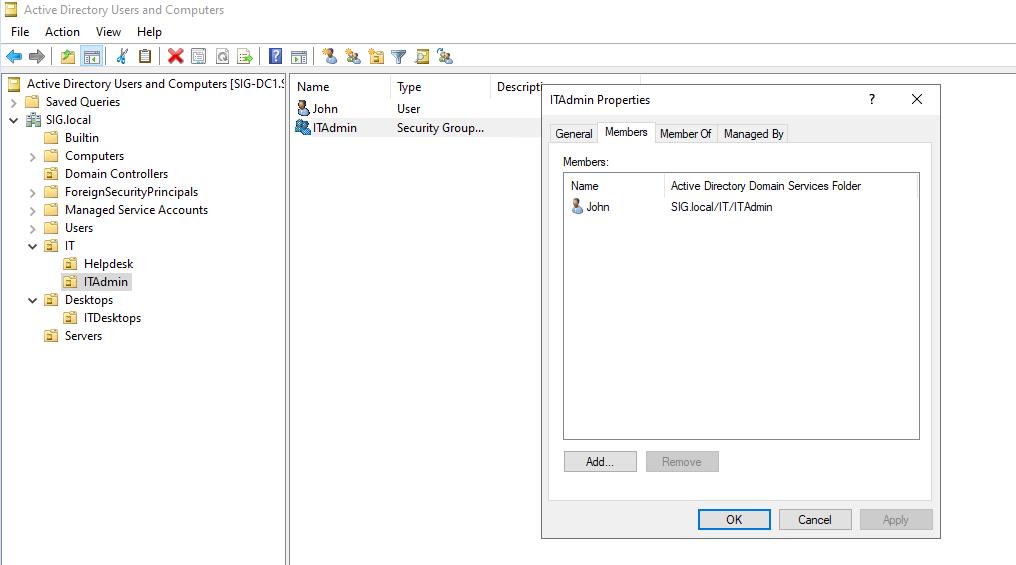 Active Directory Users and Computers
File Action View Help
Active Directory Users and Computers [SIG-DC1.S
Saved Queries
SIG.local
Builtin
Computers
Domain Controllers
ForeignSecurityPrincipals
Managed Service Accounts
Users
IT
Helpdesk
ITAdmin
Desktops
ITDesktops
Servers
Name Type Descripti
John User
ITAdmin Security Group...
ITAdmin Properties
General Members Member Of Managed By
Members:
Name Active Directory Domain Services Folder
John SIG.local/IT/ITAdmin
Add... Remove
OK Cancel Apply